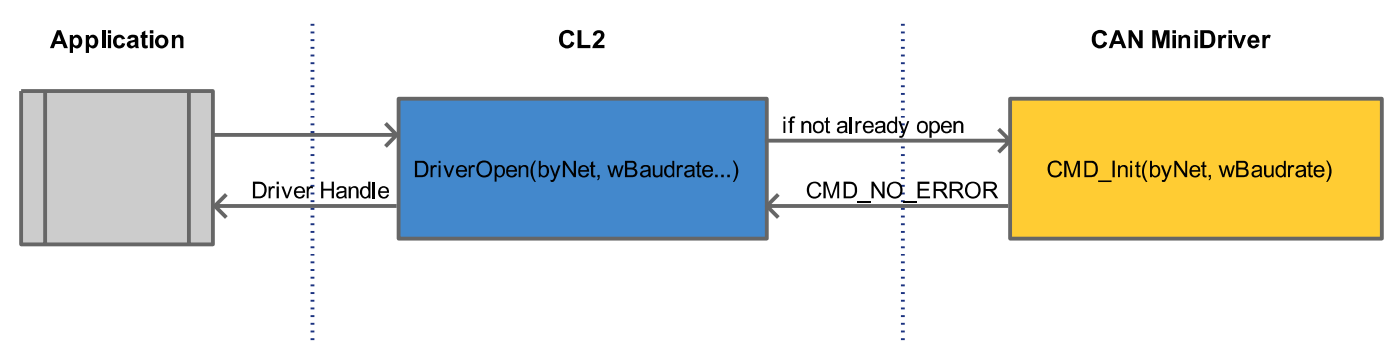 Application
CL2
CAN MiniDriver
if not already open
DriverOpen(byNet, wBaudrate...)
CMD_Init(byNet, wBaudrate)
Driver Handle
CMD_NO_ERROR